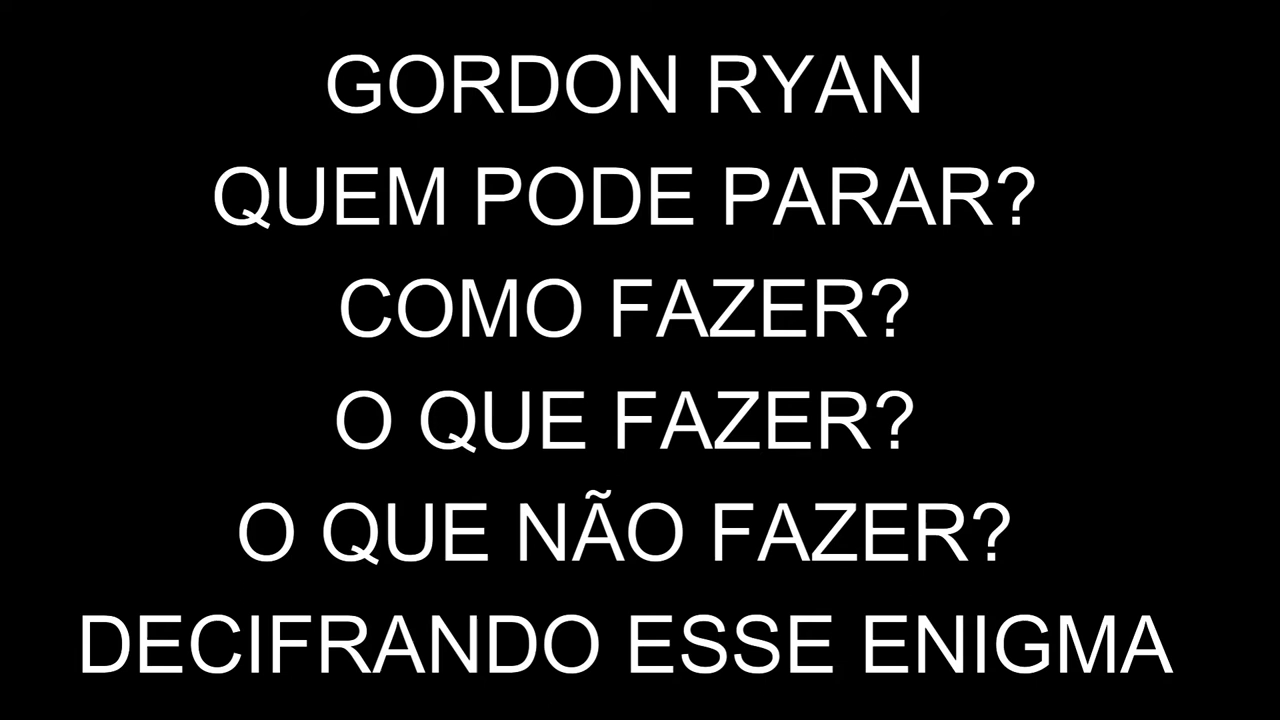 GORDON RYAN
QUEM PODE PARAR?
COMO FAZER?
O QUE FAZER?
O QUE NÃO FAZER?
DECIFRANDO ESSE ENIGMA